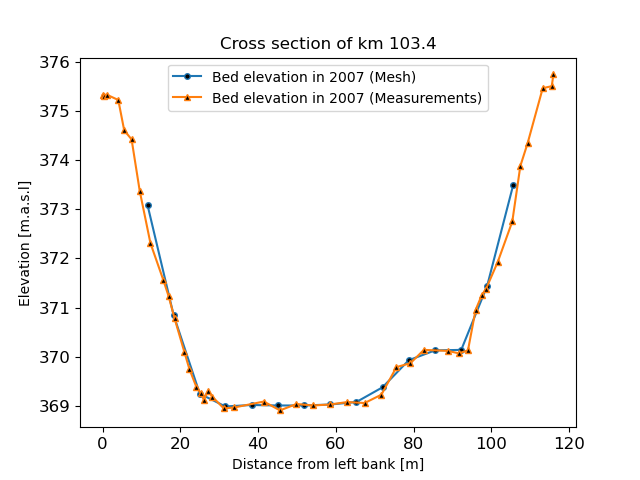 Cross section of km 103.4
Bed elevation in 2007 (Mesh)
Bed elevation in 2007 (Measurements)
Elevation [m.a.s.l]
376
375
374
373
372
371
370
369
0 20 40 60 80 100 120
Distance from left bank [m]